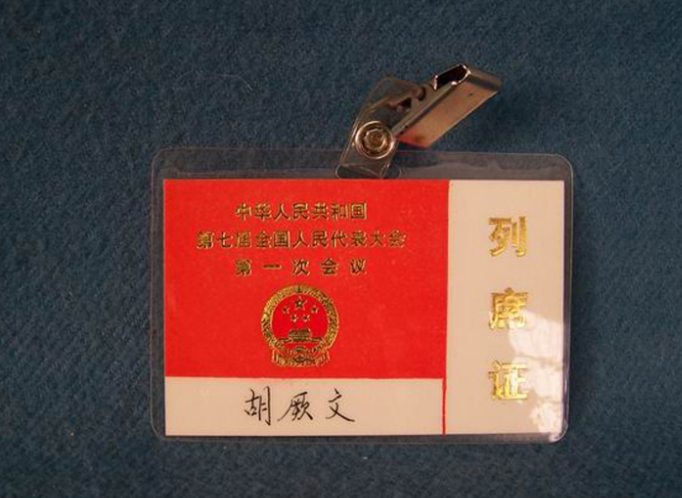 中华人民共和国
第七届全国人民代表大会
第一次会议
胡厥文
列席证